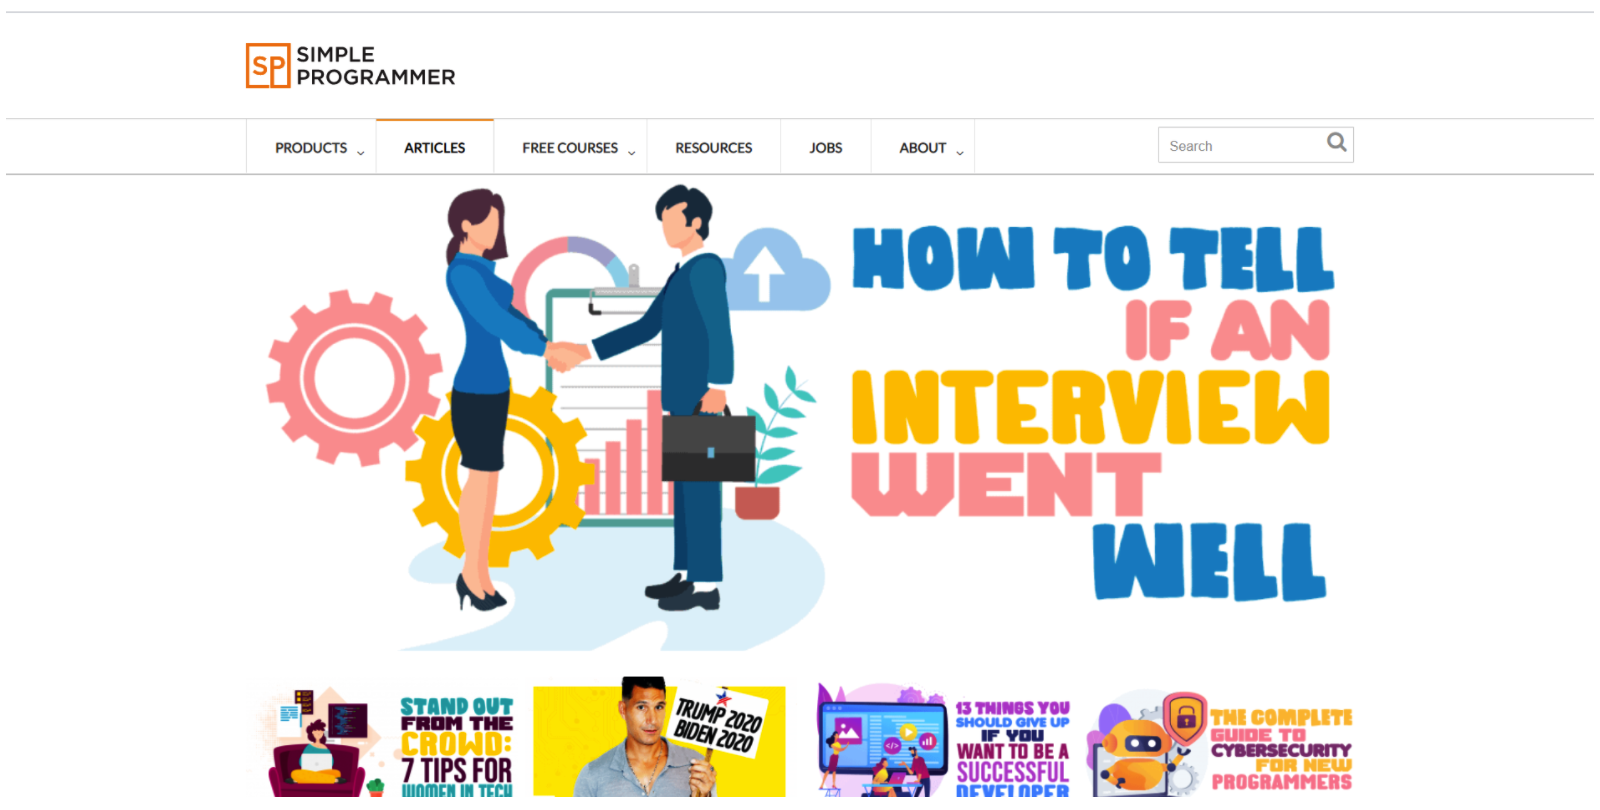 SP SIMPLE
PROGRAMMER
PRODUCTS ARTICLES FREE COURSES RESOURCES JOBS ABOUT Search
HOW TO TELL
IF AN
INTERVIEW
WENT
WELL
STAND OUT
FROM THE
CROWD:
7 TIPS FOR
WOMEN IN TECH
TRUMP 2020
BIDEN 2020
13 THINGS YOU
SHOULD GIVE UP
IF YOU
WANT TO BE A
SUCCESSFUL
DEVELOPER
THE COMPLETE
GUIDE TO
CYBERSECURITY
FOR NEW
PROGRAMMERS